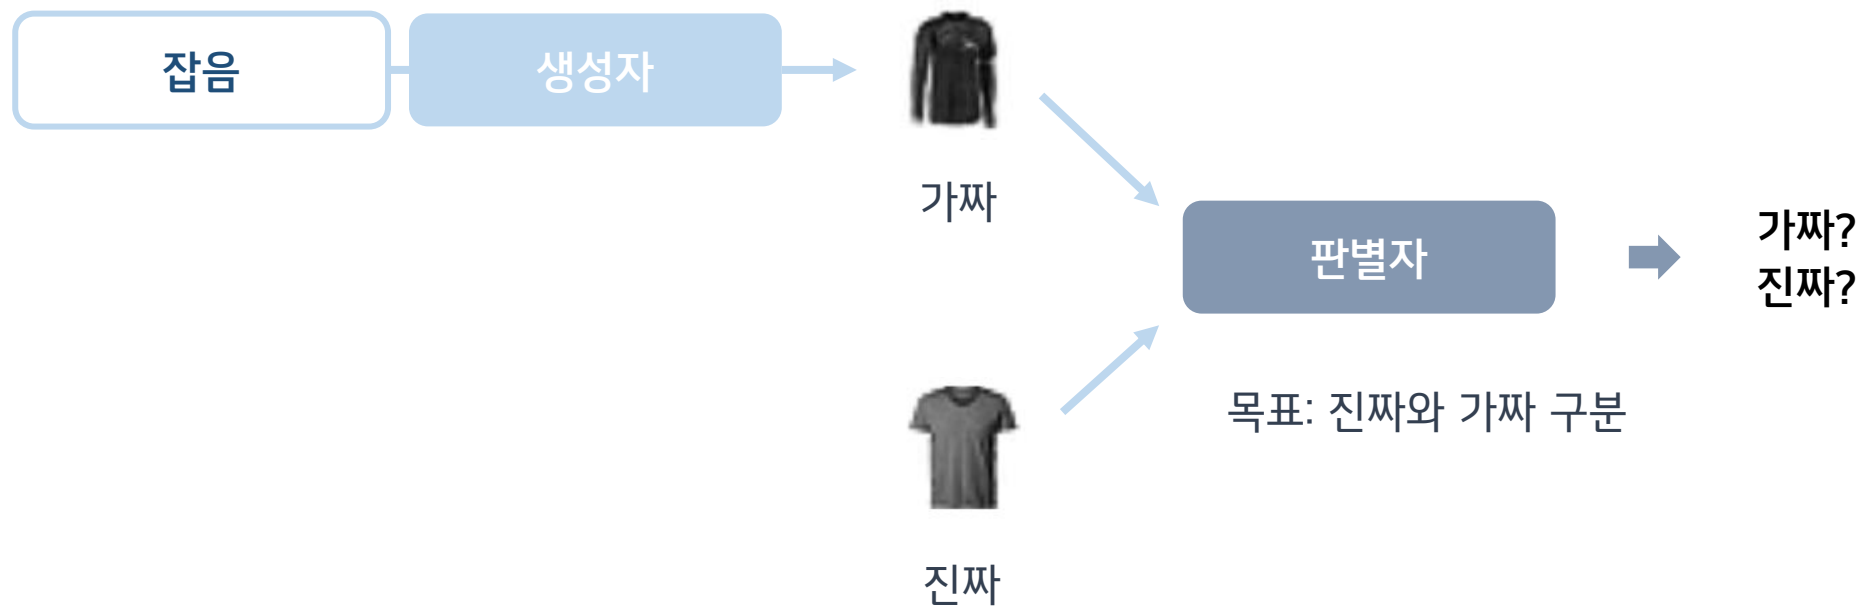 잡음
생성자
가짜
판별자
가짜?
진짜?
목표: 진짜와 가짜 구분
진짜